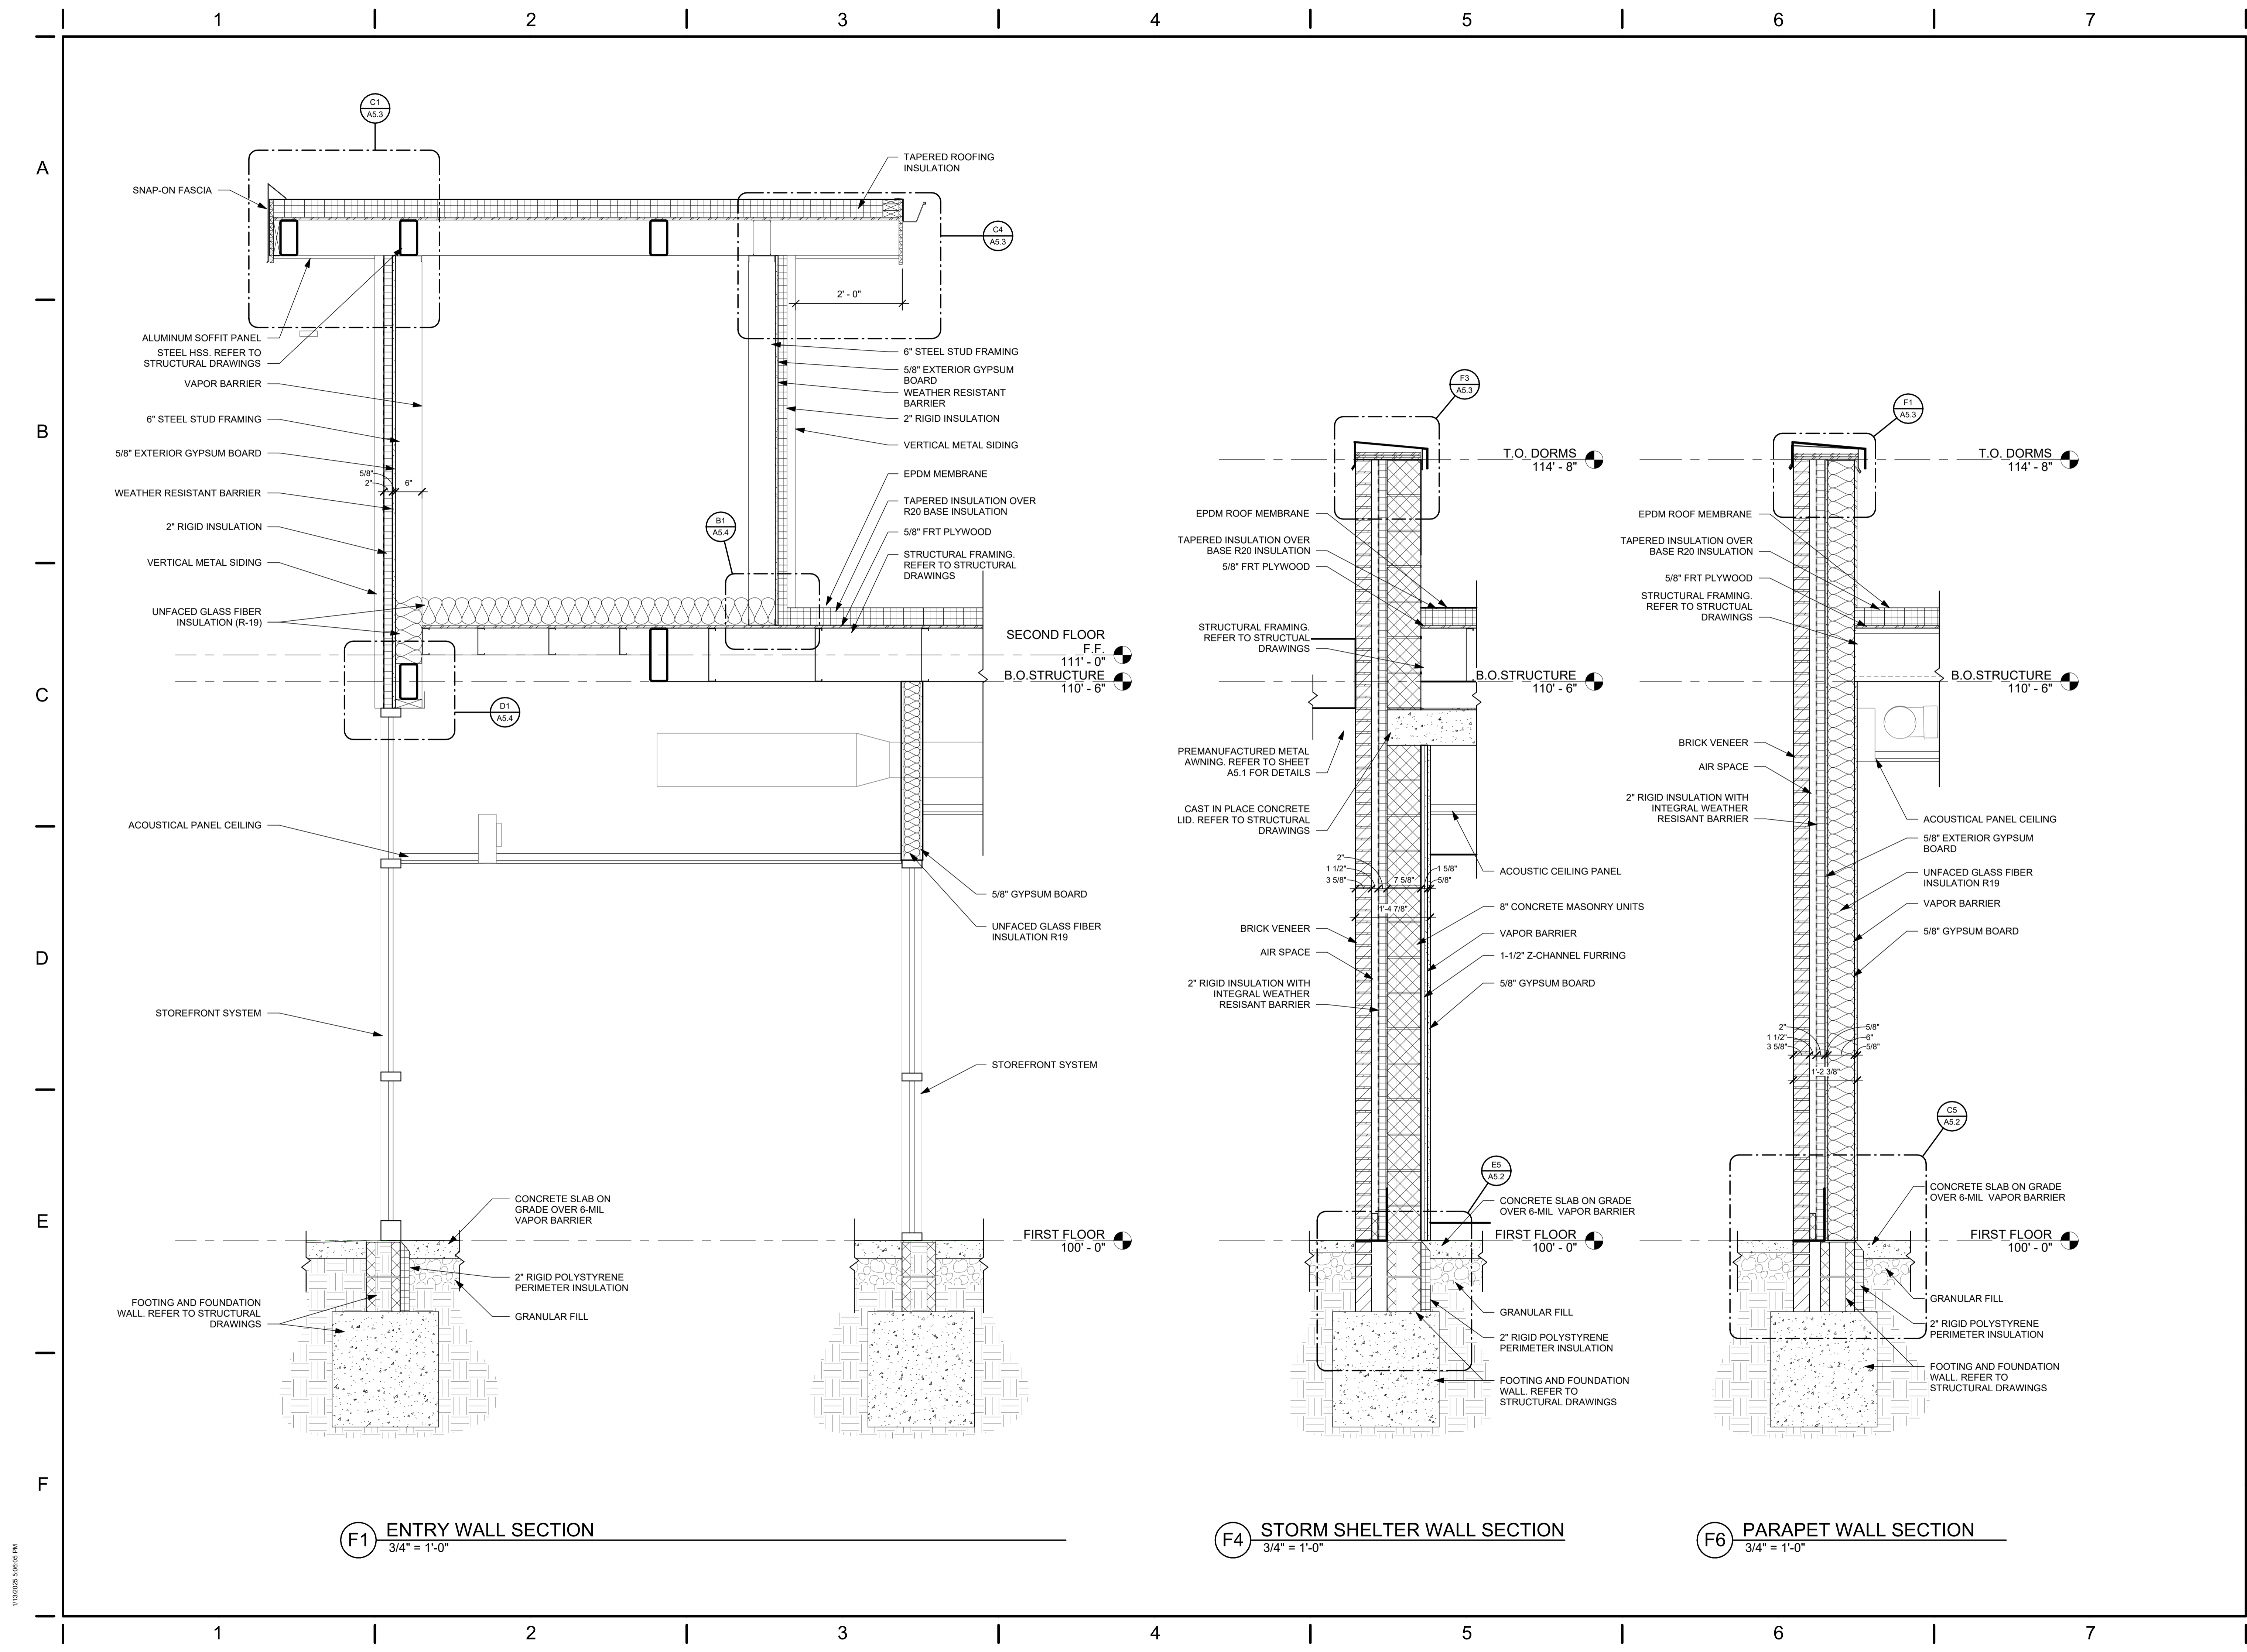 1 2 3 4 5 6 7
A
B
C
D
E
F
C1
A5.3
SNAP-ON FASCIA
TAPERED ROOFING
INSULATION
C4
A5.3
2' - 0"
ALUMINUM SOFFIT PANEL
STEEL HSS. REFER TO
STRUCTURAL DRAWINGS
VAPOR BARRIER
6" STEEL STUD FRAMING
5/8" EXTERIOR GYPSUM BOARD
5/8"
2"
6"
WEATHER RESISTANT BARRIER
2" RIGID INSULATION
VERTICAL METAL SIDING
UNFACED GLASS FIBER
INSULATION (R-19)
6" STEEL STUD FRAMING
5/8" EXTERIOR GYPSUM
BOARD
WEATHER RESISTANT
BARRIER
2" RIGID INSULATION
VERTICAL METAL SIDING
EPDM MEMBRANE
TAPERED INSULATION OVER
R20 BASE INSULATION
5/8" FRT PLYWOOD
STRUCTURAL FRAMING.
REFER TO STRUCTURAL
DRAWINGS
B1
A5.4
SECOND FLOOR
F.F.
111' - 0"
B.O.STRUCTURE
110' - 6"
D1
A5.4
ACOUSTICAL PANEL CEILING
5/8" GYPSUM BOARD
UNFACED GLASS FIBER
INSULATION R19
STOREFRONT SYSTEM
STOREFRONT SYSTEM
CONCRETE SLAB ON
GRADE OVER 6-MIL
VAPOR BARRIER
FIRST FLOOR
100' - 0"
2" RIGID POLYSTYRENE
PERIMETER INSULATION
GRANULAR FILL
FOOTING AND FOUNDATION
WALL. REFER TO STRUCTURAL
DRAWINGS
F1
ENTRY WALL SECTION
3/4" = 1'-0"
F3
A5.3
T.O. DORMS
114' - 8"
EPDM ROOF MEMBRANE
TAPERED INSULATION OVER
BASE R20 INSULATION
5/8" FRT PLYWOOD
STRUCTURAL FRAMING.
REFER TO STRUCTUAL
DRAWINGS
B.O.STRUCTURE
110' - 6"
PREMANUFACTURED METAL
AWNING. REFER TO SHEET
A5.1 FOR DETAILS
CAST IN PLACE CONCRETE
LID. REFER TO STRUCTURAL
DRAWINGS
2"
1 1/2"
3 5/8"
7 5/8"
1 5/8"
5/8"
1'-4 7/8"
ACOUSTIC CEILING PANEL
8" CONCRETE MASONRY UNITS
BRICK VENEER
VAPOR BARRIER
AIR SPACE
1-1/2" Z-CHANNEL FURRING
2" RIGID INSULATION WITH
INTEGRAL WEATHER
RESISANT BARRIER
5/8" GYPSUM BOARD
E5
A5.2
CONCRETE SLAB ON GRADE
OVER 6-MIL VAPOR BARRIER
FIRST FLOOR
100' - 0"
GRANULAR FILL
2" RIGID POLYSTYRENE
PERIMETER INSULATION
FOOTING AND FOUNDATION
WALL. REFER TO
STRUCTURAL DRAWINGS
F4
STORM SHELTER WALL SECTION
3/4" = 1'-0"
F1
A5.3
T.O. DORMS
114' - 8"
EPDM ROOF MEMBRANE
TAPERED INSULATION OVER
BASE R20 INSULATION
5/8" FRT PLYWOOD
STRUCTURAL FRAMING.
REFER TO STRUCTUAL
DRAWINGS
B.O.STRUCTURE
110' - 6"
BRICK VENEER
AIR SPACE
2" RIGID INSULATION WITH
INTEGRAL WEATHER
RESISANT BARRIER
ACOUSTICAL PANEL CEILING
5/8" EXTERIOR GYPSUM
BOARD
UNFACED GLASS FIBER
INSULATION R19
VAPOR BARRIER
5/8" GYPSUM BOARD
2"
1 1/2"
3 5/8"
5/8"
6"
5/8"
1'-2 3/8"
C5
A5.2
CONCRETE SLAB ON GRADE
OVER 6-MIL VAPOR BARRIER
FIRST FLOOR
100' - 0"
GRANULAR FILL
2" RIGID POLYSTYRENE
PERIMETER INSULATION
FOOTING AND FOUNDATION
WALL. REFER TO
STRUCTURAL DRAWINGS
F6
PARAPET WALL SECTION
3/4" = 1'-0"
1/13/2025 5:06:05 PM
1 2 3 4 5 6 7